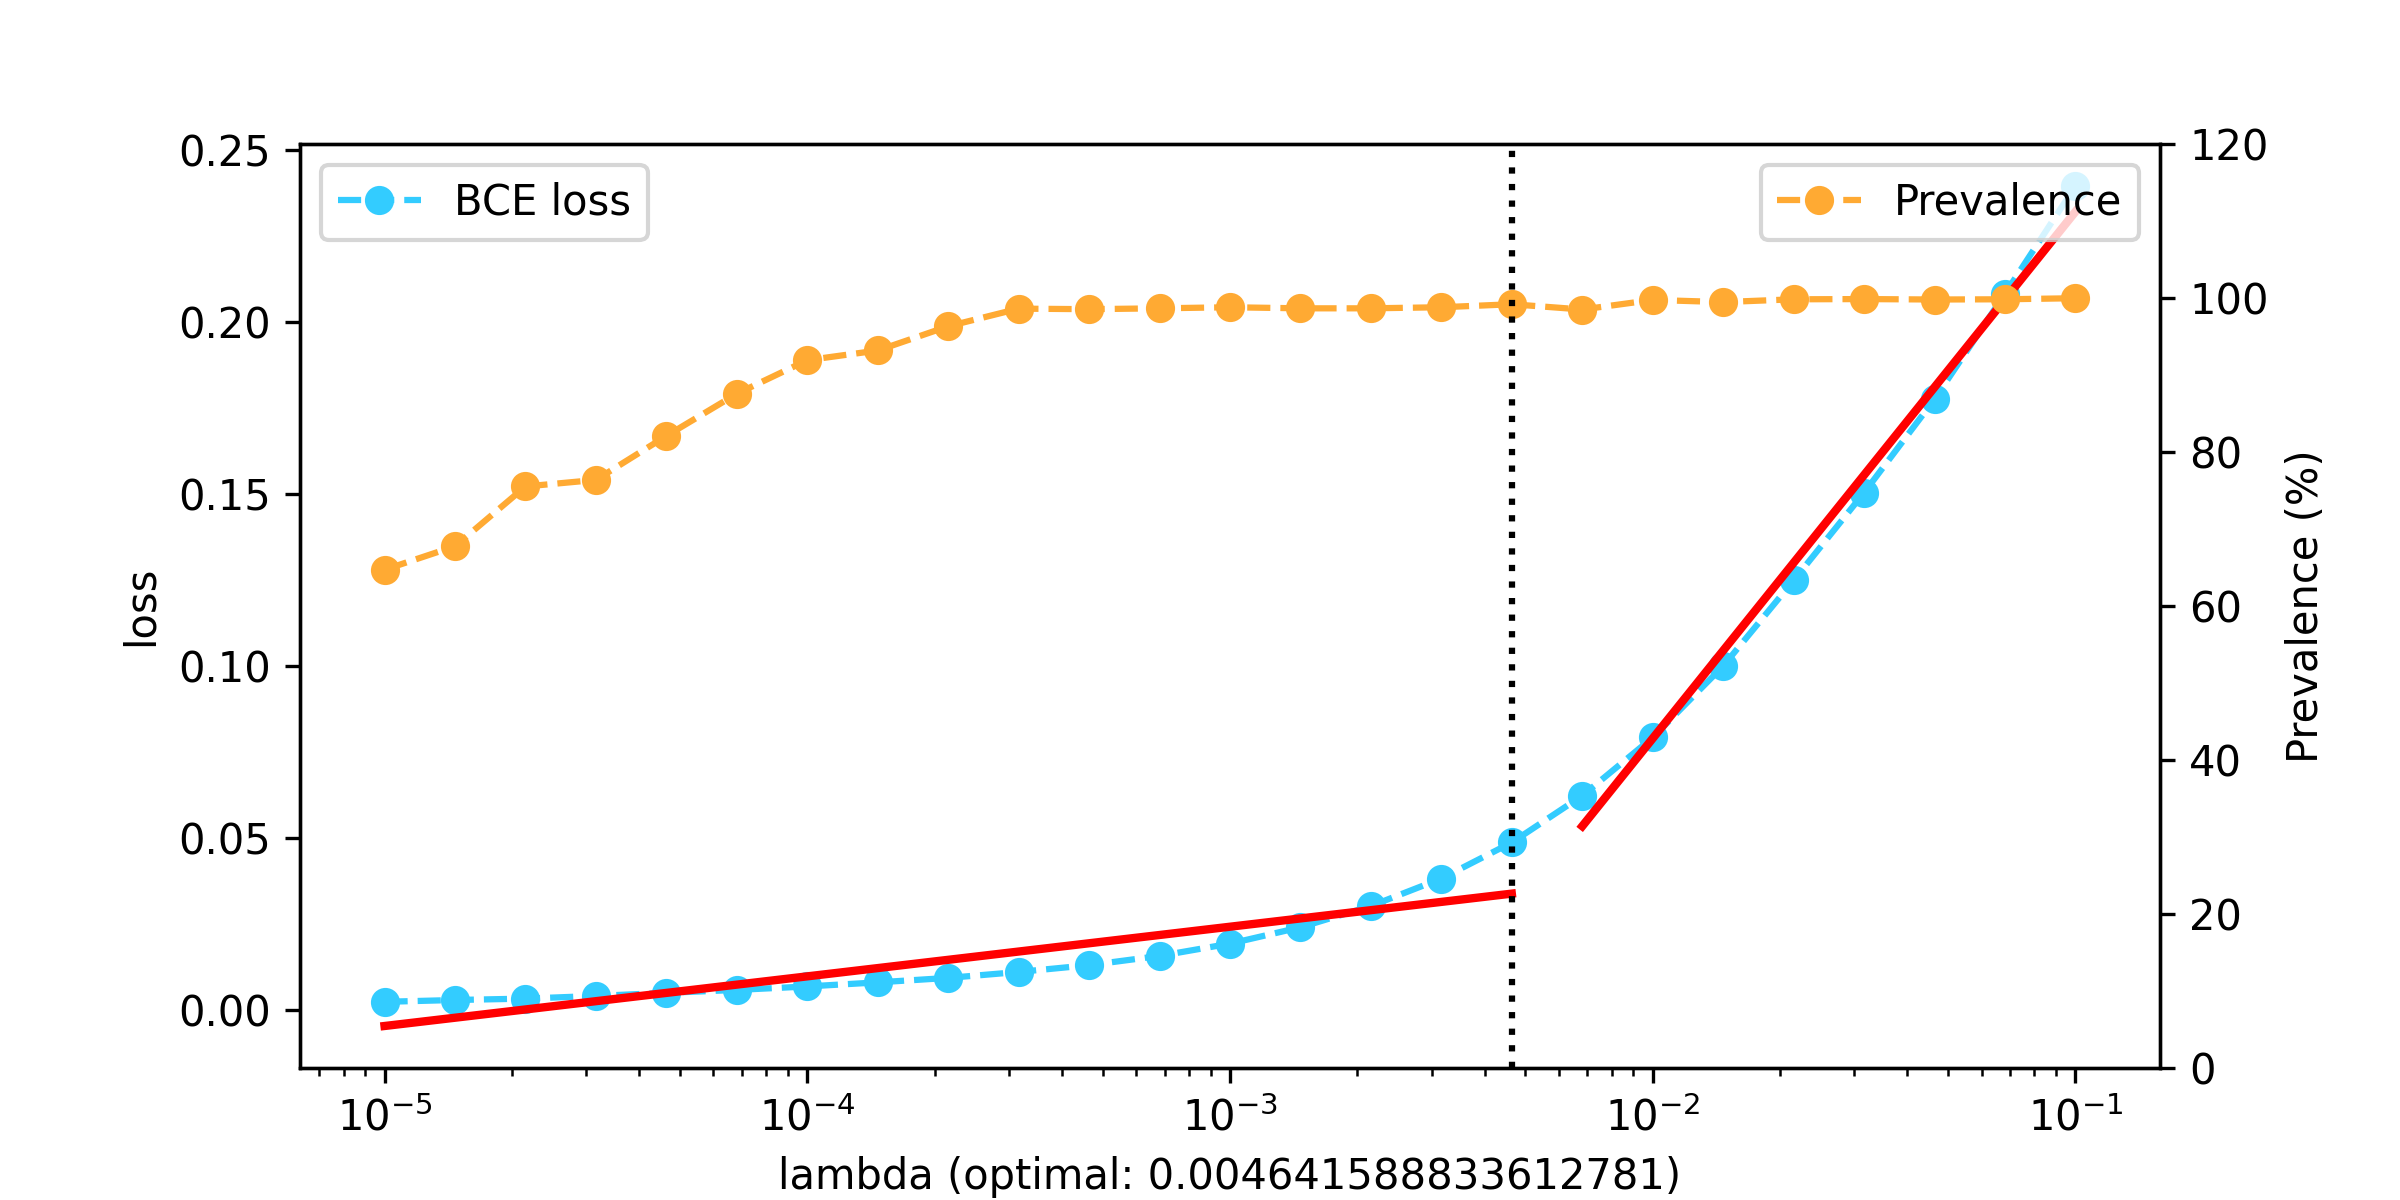 BCE loss
Prevalence
0.25
0.20
0.15
0.10
0.05
0.00
loss
120
100
80
60
40
20
0
Prevalence (%)
10⁻⁵ 10⁻⁴ 10⁻³ 10⁻² 10⁻¹
lambda (optimal: 0.004641588833612781)